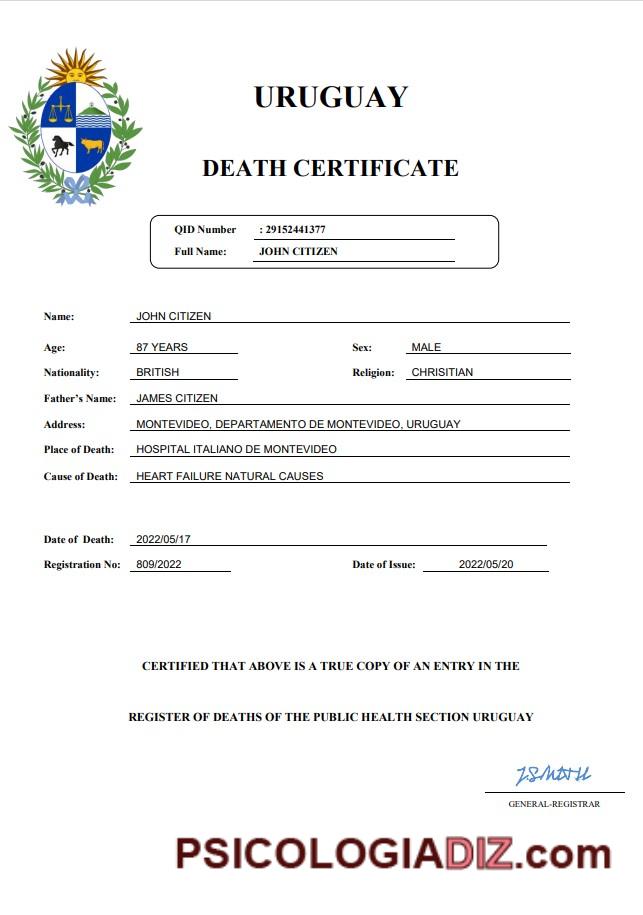 URUGUAY
DEATH CERTIFICATE
QID Number : 29152441377
Full Name: JOHN CITIZEN
Name: JOHN CITIZEN
Age: 87 YEARS Sex: MALE
Nationality: BRITISH Religion: CHRISITIAN
Father's Name: JAMES CITIZEN
Address: MONTEVIDEO, DEPARTAMENTO DE MONTEVIDEO, URUGUAY
Place of Death: HOSPITAL ITALIANO DE MONTEVIDEO
Cause of Death: HEART FAILURE NATURAL CAUSES
Date of Death: 2022/05/17
Registration No: 809/2022 Date of Issue: 2022/05/20
CERTIFIED THAT ABOVE IS A TRUE COPY OF AN ENTRY IN THE
REGISTER OF DEATHS OF THE PUBLIC HEALTH SECTION URUGUAY
GENERAL-REGISTRAR
PSICOLOGIADIZ.com